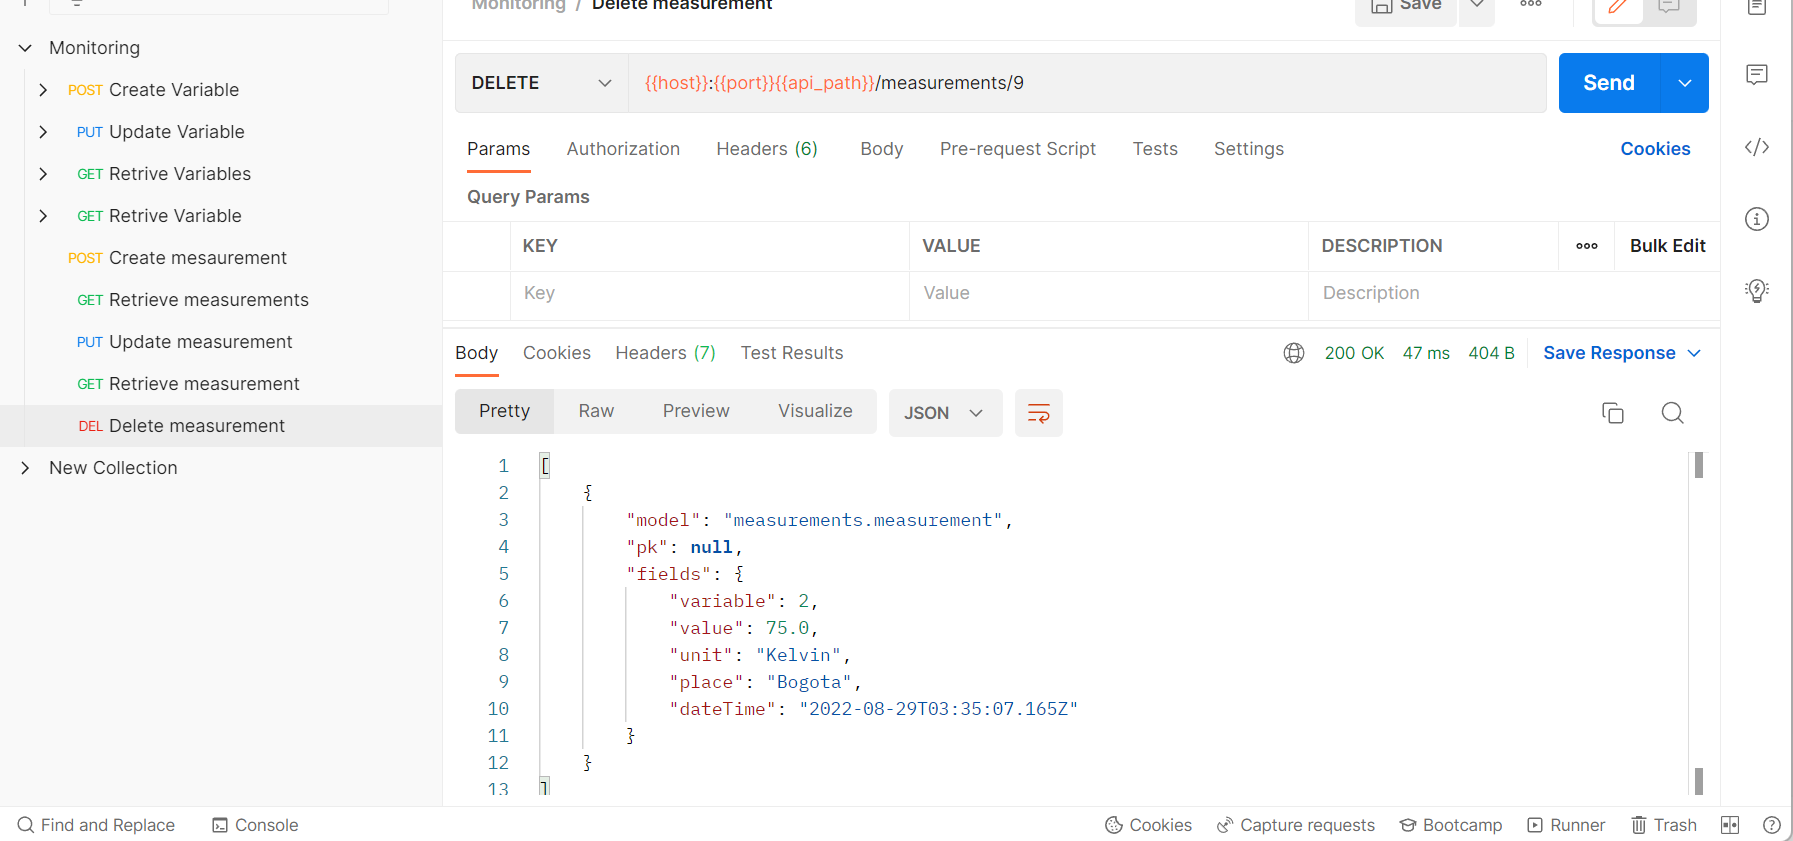 Monitoring / Delete measurement
Save
Monitoring
POST Create Variable
PUT Update Variable
GET Retrive Variables
GET Retrive Variable
POST Create mesaurement
GET Retrieve measurements
PUT Update measurement
GET Retrieve measurement
DEL Delete measurement
New Collection
DELETE
{{host}}:{{port}}{{api_path}}/measurements/9
Send
Params Authorization Headers (6) Body Pre-request Script Tests Settings Cookies
Query Params
KEY VALUE DESCRIPTION Bulk Edit
Key Value Description
Body Cookies Headers (7) Test Results 200 OK 47 ms 404 B Save Response
Pretty Raw Preview Visualize JSON
1 [
2 {
3 "model": "measurements.measurement",
4 "pk": null,
5 "fields": {
6 "variable": 2,
7 "value": 75.0,
8 "unit": "Kelvin",
9 "place": "Bogota",
10 "dateTime": "2022-08-29T03:35:07.165Z"
11 }
12 }
13 ]
Find and Replace Console Cookies Capture requests Bootcamp Runner Trash